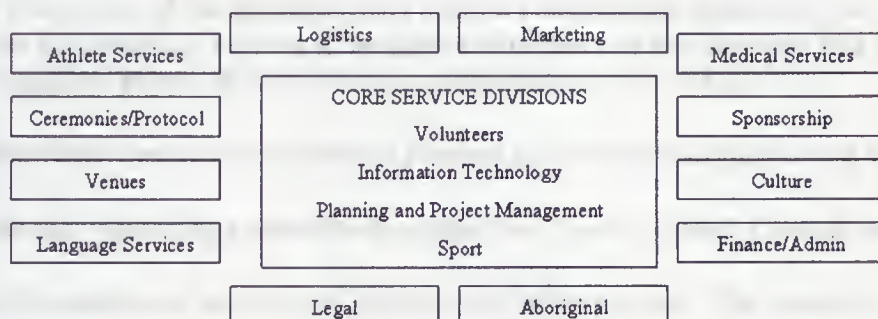 Logistics
Marketing
Athlete Services
Medical Services
CORE SERVICE DIVISIONS
Ceremonies/Protocol
Volunteers
Sponsorship
Information Technology
Venues
Culture
Planning and Project Management
Language Services
Sport
Finance/Admin
Legal
Aboriginal